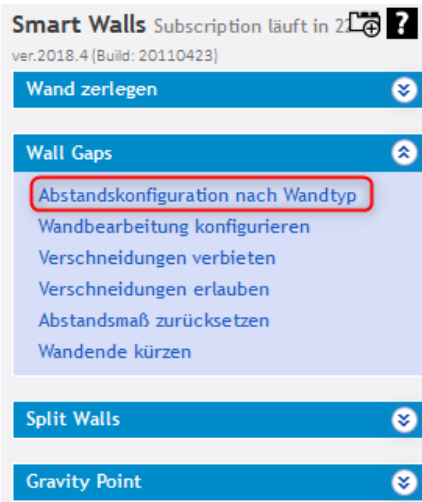 Smart Walls Subscription läuft in 22 ?
ver.2018.4 (Build: 20110423)
Wand zerlegen
Wall Gaps
Abstandskonfiguration nach Wandtyp
Wandbearbeitung konfigurieren
Verschneidungen verbieten
Verschneidungen erlauben
Abstandsmaß zurücksetzen
Wandende kürzen
Split Walls
Gravity Point